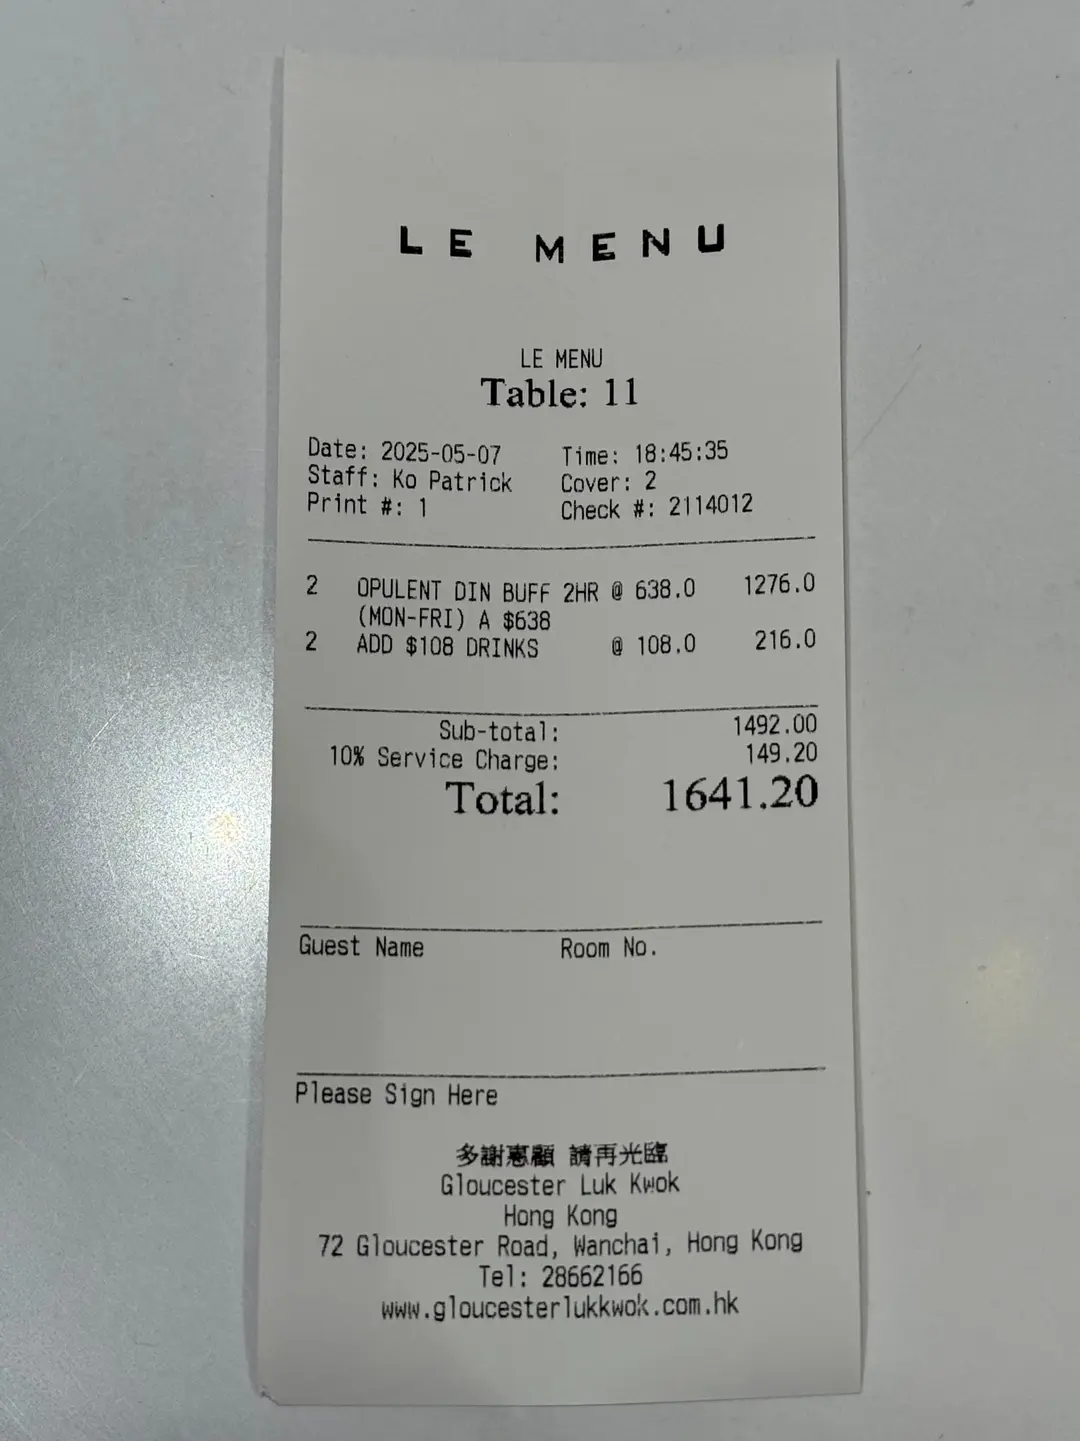 LE MENU
LE MENU
Table: 11
Date: 2025-05-07 Time: 18:45:35
Staff: Ko Patrick Cover: 2
Print #: 1 Check #: 2114012
2 OPULENT DIN BUFF 2HR @ 638.0 1276.0
(MON-FRI) A $638
2 ADD $108 DRINKS @ 108.0 216.0
Sub-total: 1492.00
10% Service Charge: 149.20
Total: 1641.20
Guest Name Room No.
Please Sign Here
多謝惠顧 請再光臨
Gloucester Luk Kwok
Hong Kong
72 Gloucester Road, Wanchai, Hong Kong
Tel: 28662166
www.gloucesterlukkwok.com.hk